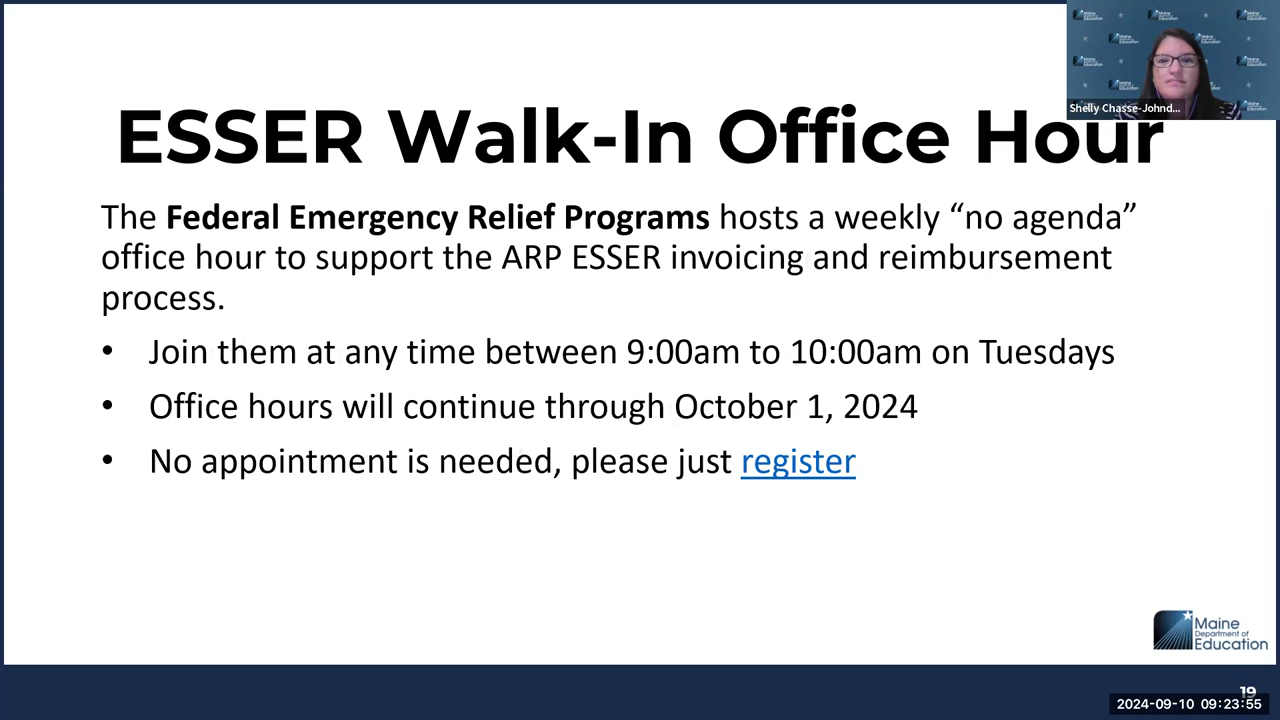 Shelly Chasse-Johnd...
ESSER Walk-In Office Hour
The Federal Emergency Relief Programs hosts a weekly “no agenda”
office hour to support the ARP ESSER invoicing and reimbursement
process.
• Join them at any time between 9:00am to 10:00am on Tuesdays
• Office hours will continue through October 1, 2024
• No appointment is needed, please just register
Maine
Department of
Education
19
2024-09-10 09:23:55